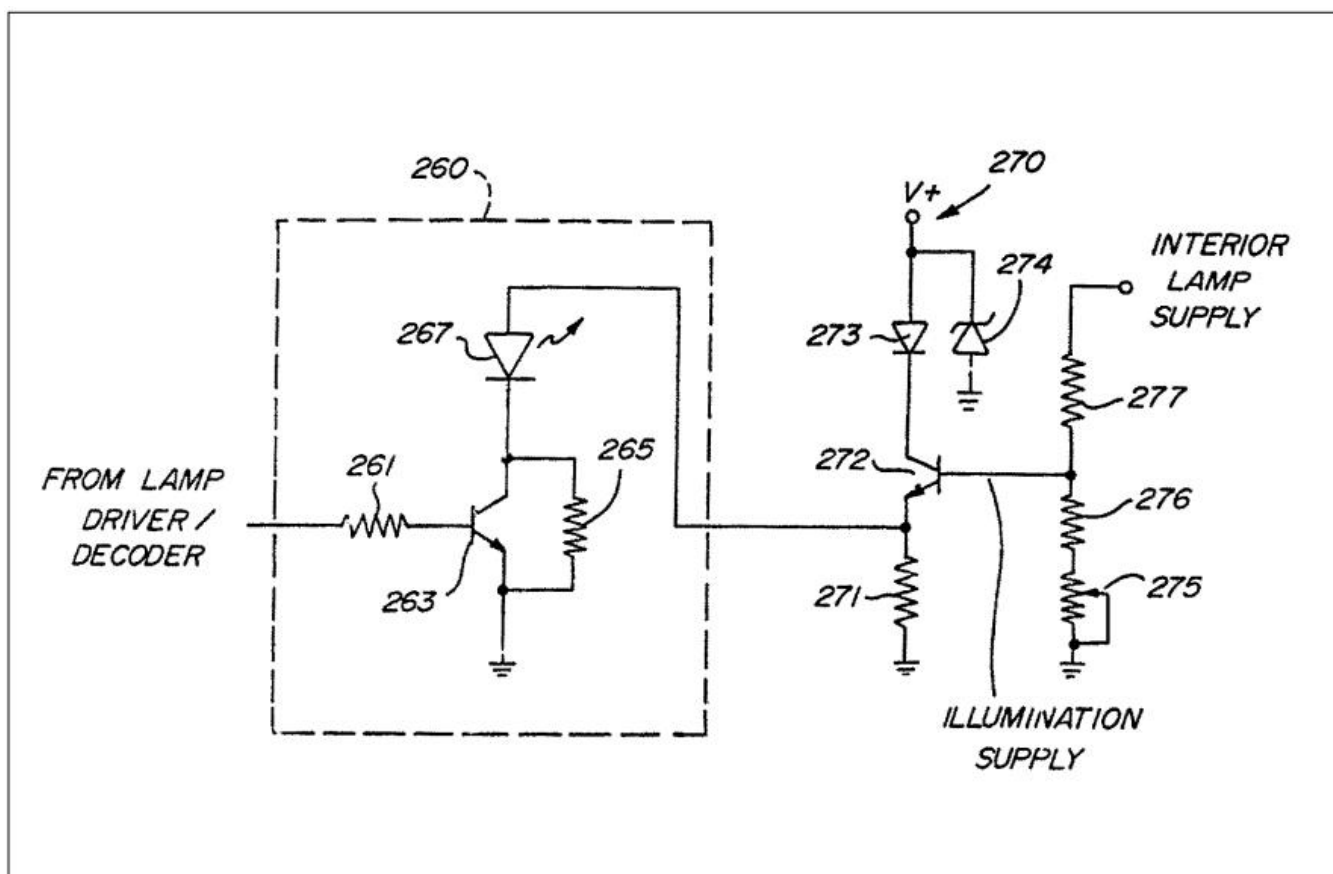 260
270
V+
INTERIOR
LAMP
SUPPLY
274
273
267
277
265
272
261
276
FROM LAMP
DRIVER /
DECODER
263
271
275
ILLUMINATION
SUPPLY